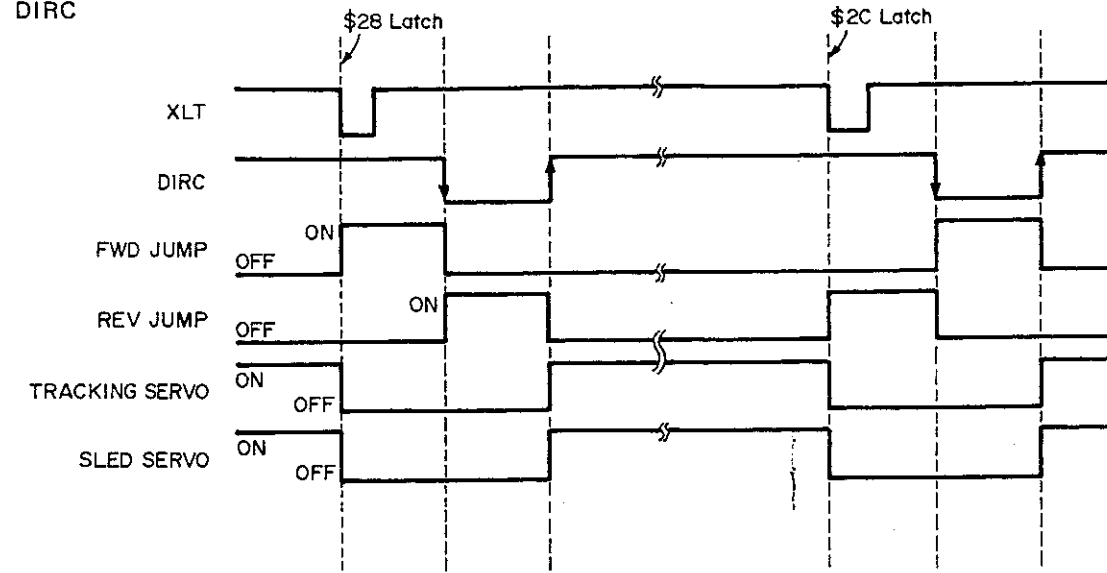 DIRC
$28 Latch
$2C Latch
XLT
DIRC
FWD JUMP
ON
OFF
REV JUMP
ON
OFF
TRACKING SERVO
ON
OFF
SLED SERVO
ON
OFF